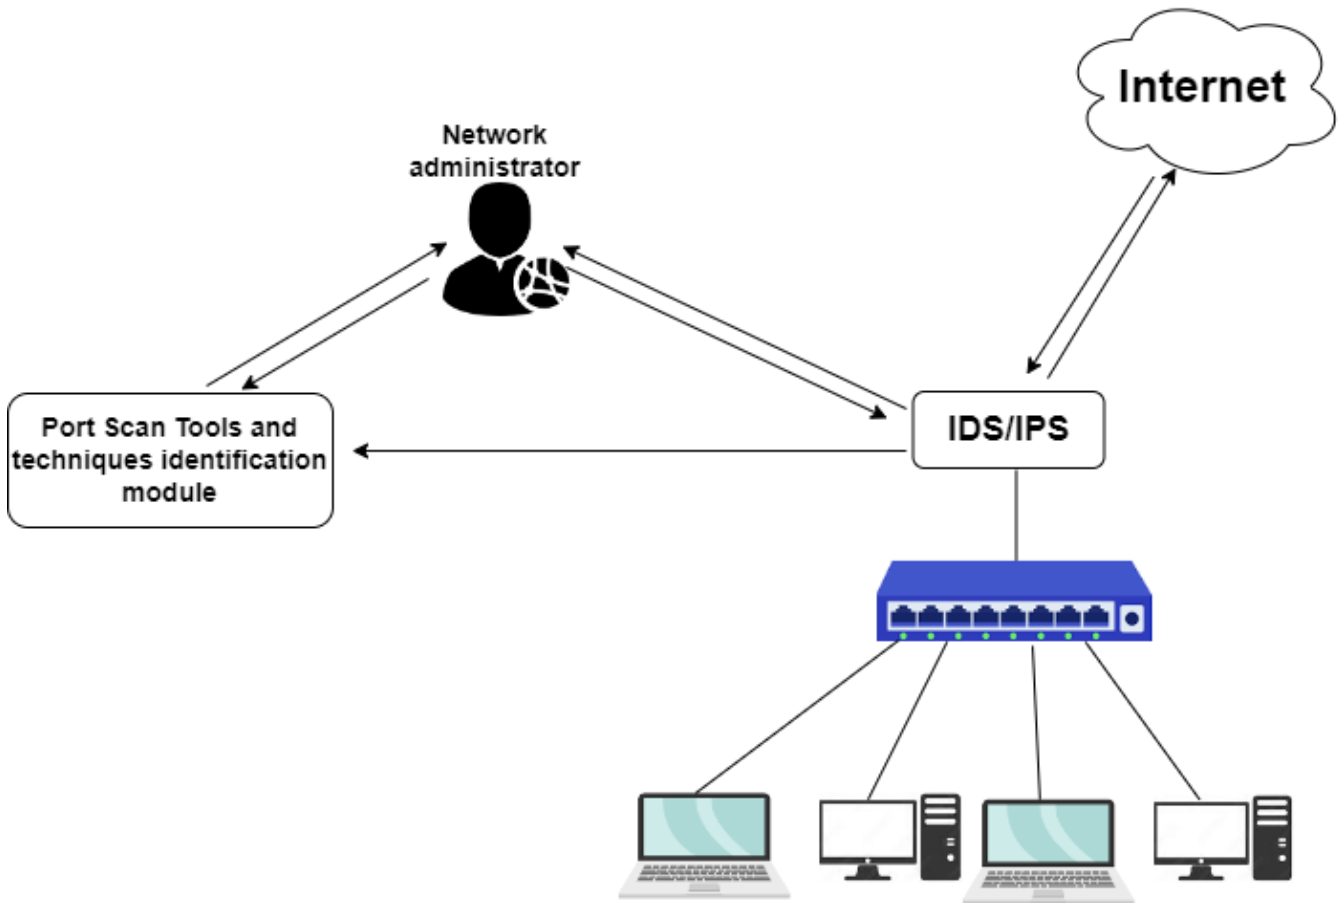 Internet
Network
administrator
Port Scan Tools and
techniques identification
module
IDS/IPS